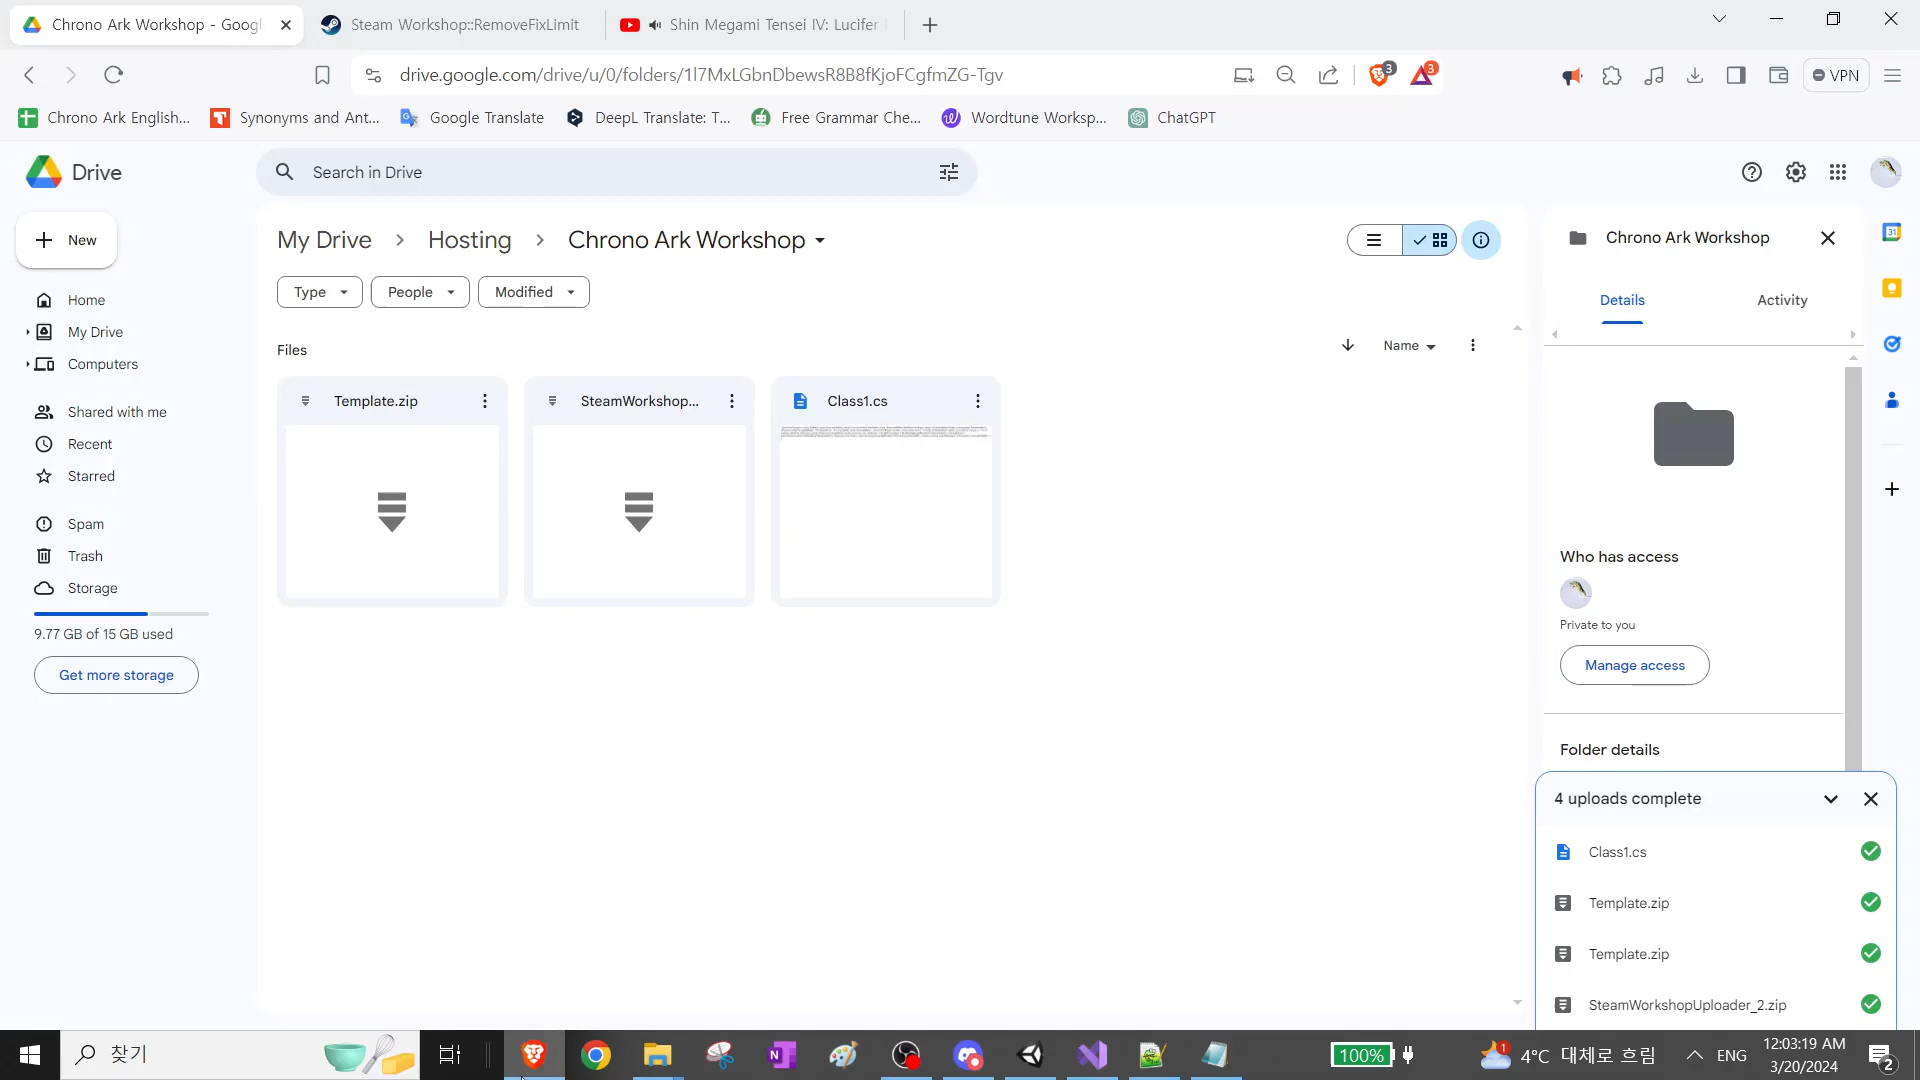 Chrono Ark Workshop - Googl
Steam Workshop::RemoveFixLimit
Shin Megami Tensei IV: Lucifer
drive.google.com/drive/u/0/folders/1l7MxLGbnDbewsR8B8fKjoFCgfmZG-Tgv
3
3
VPN
Chrono Ark English...
Synonyms and Ant...
Google Translate
DeepL Translate: T...
Free Grammar Che...
Wordtune Worksp...
ChatGPT
Drive
Search in Drive
New
My Drive
Hosting
Chrono Ark Workshop
Chrono Ark Workshop
31
Type
People
Modified
Home
My Drive
Computers
Shared with me
Recent
Starred
Spam
Trash
Storage
9.77 GB of 15 GB used
Get more storage
Details
Activity
Files
Name
Template.zip
SteamWorkshop...
Class1.cs
Who has access
Private to you
Manage access
Folder details
4 uploads complete
Class1.cs
Template.zip
Template.zip
SteamWorkshopUploader_2.zip
찾기
100%
1
4°C 대체로 흐림
ENG
12:03:19 AM
3/20/2024
2